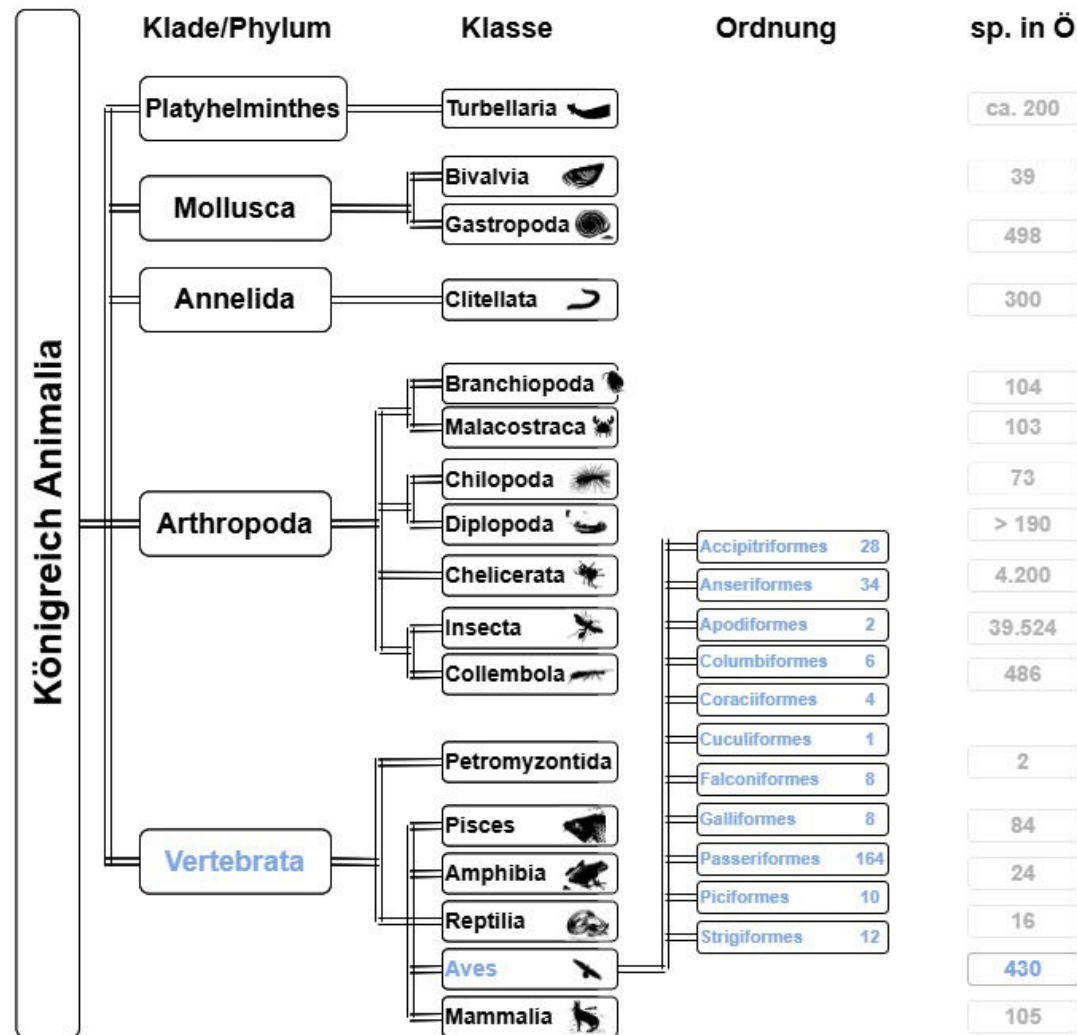 Klade/Phylum Klasse Ordnung sp. in Ö
Königreich Animalia
Platyhelminthes Turbellaria ca. 200
Bivalvia 39
Mollusca
Gastropoda 498
Annelida Clitellata 300
Branchiopoda 104
Malacostraca 103
Chilopoda 73
Arthropoda Diplopoda > 190
Accipitriformes 28
Chelicerata 4.200
Anseriformes 34
Insecta Apodiformes 2 39.524
Collembola Columbiformes 6 486
Coraciiformes 4
Cuculiformes 1
Petromyzontida 2
Falconiformes 8
Pisces Galliformes 8 84
Vertebrata Passeriformes 164
Amphibia 24
Piciformes 10
Reptilia 16
Strigiformes 12
Aves 430
Mammalia 105